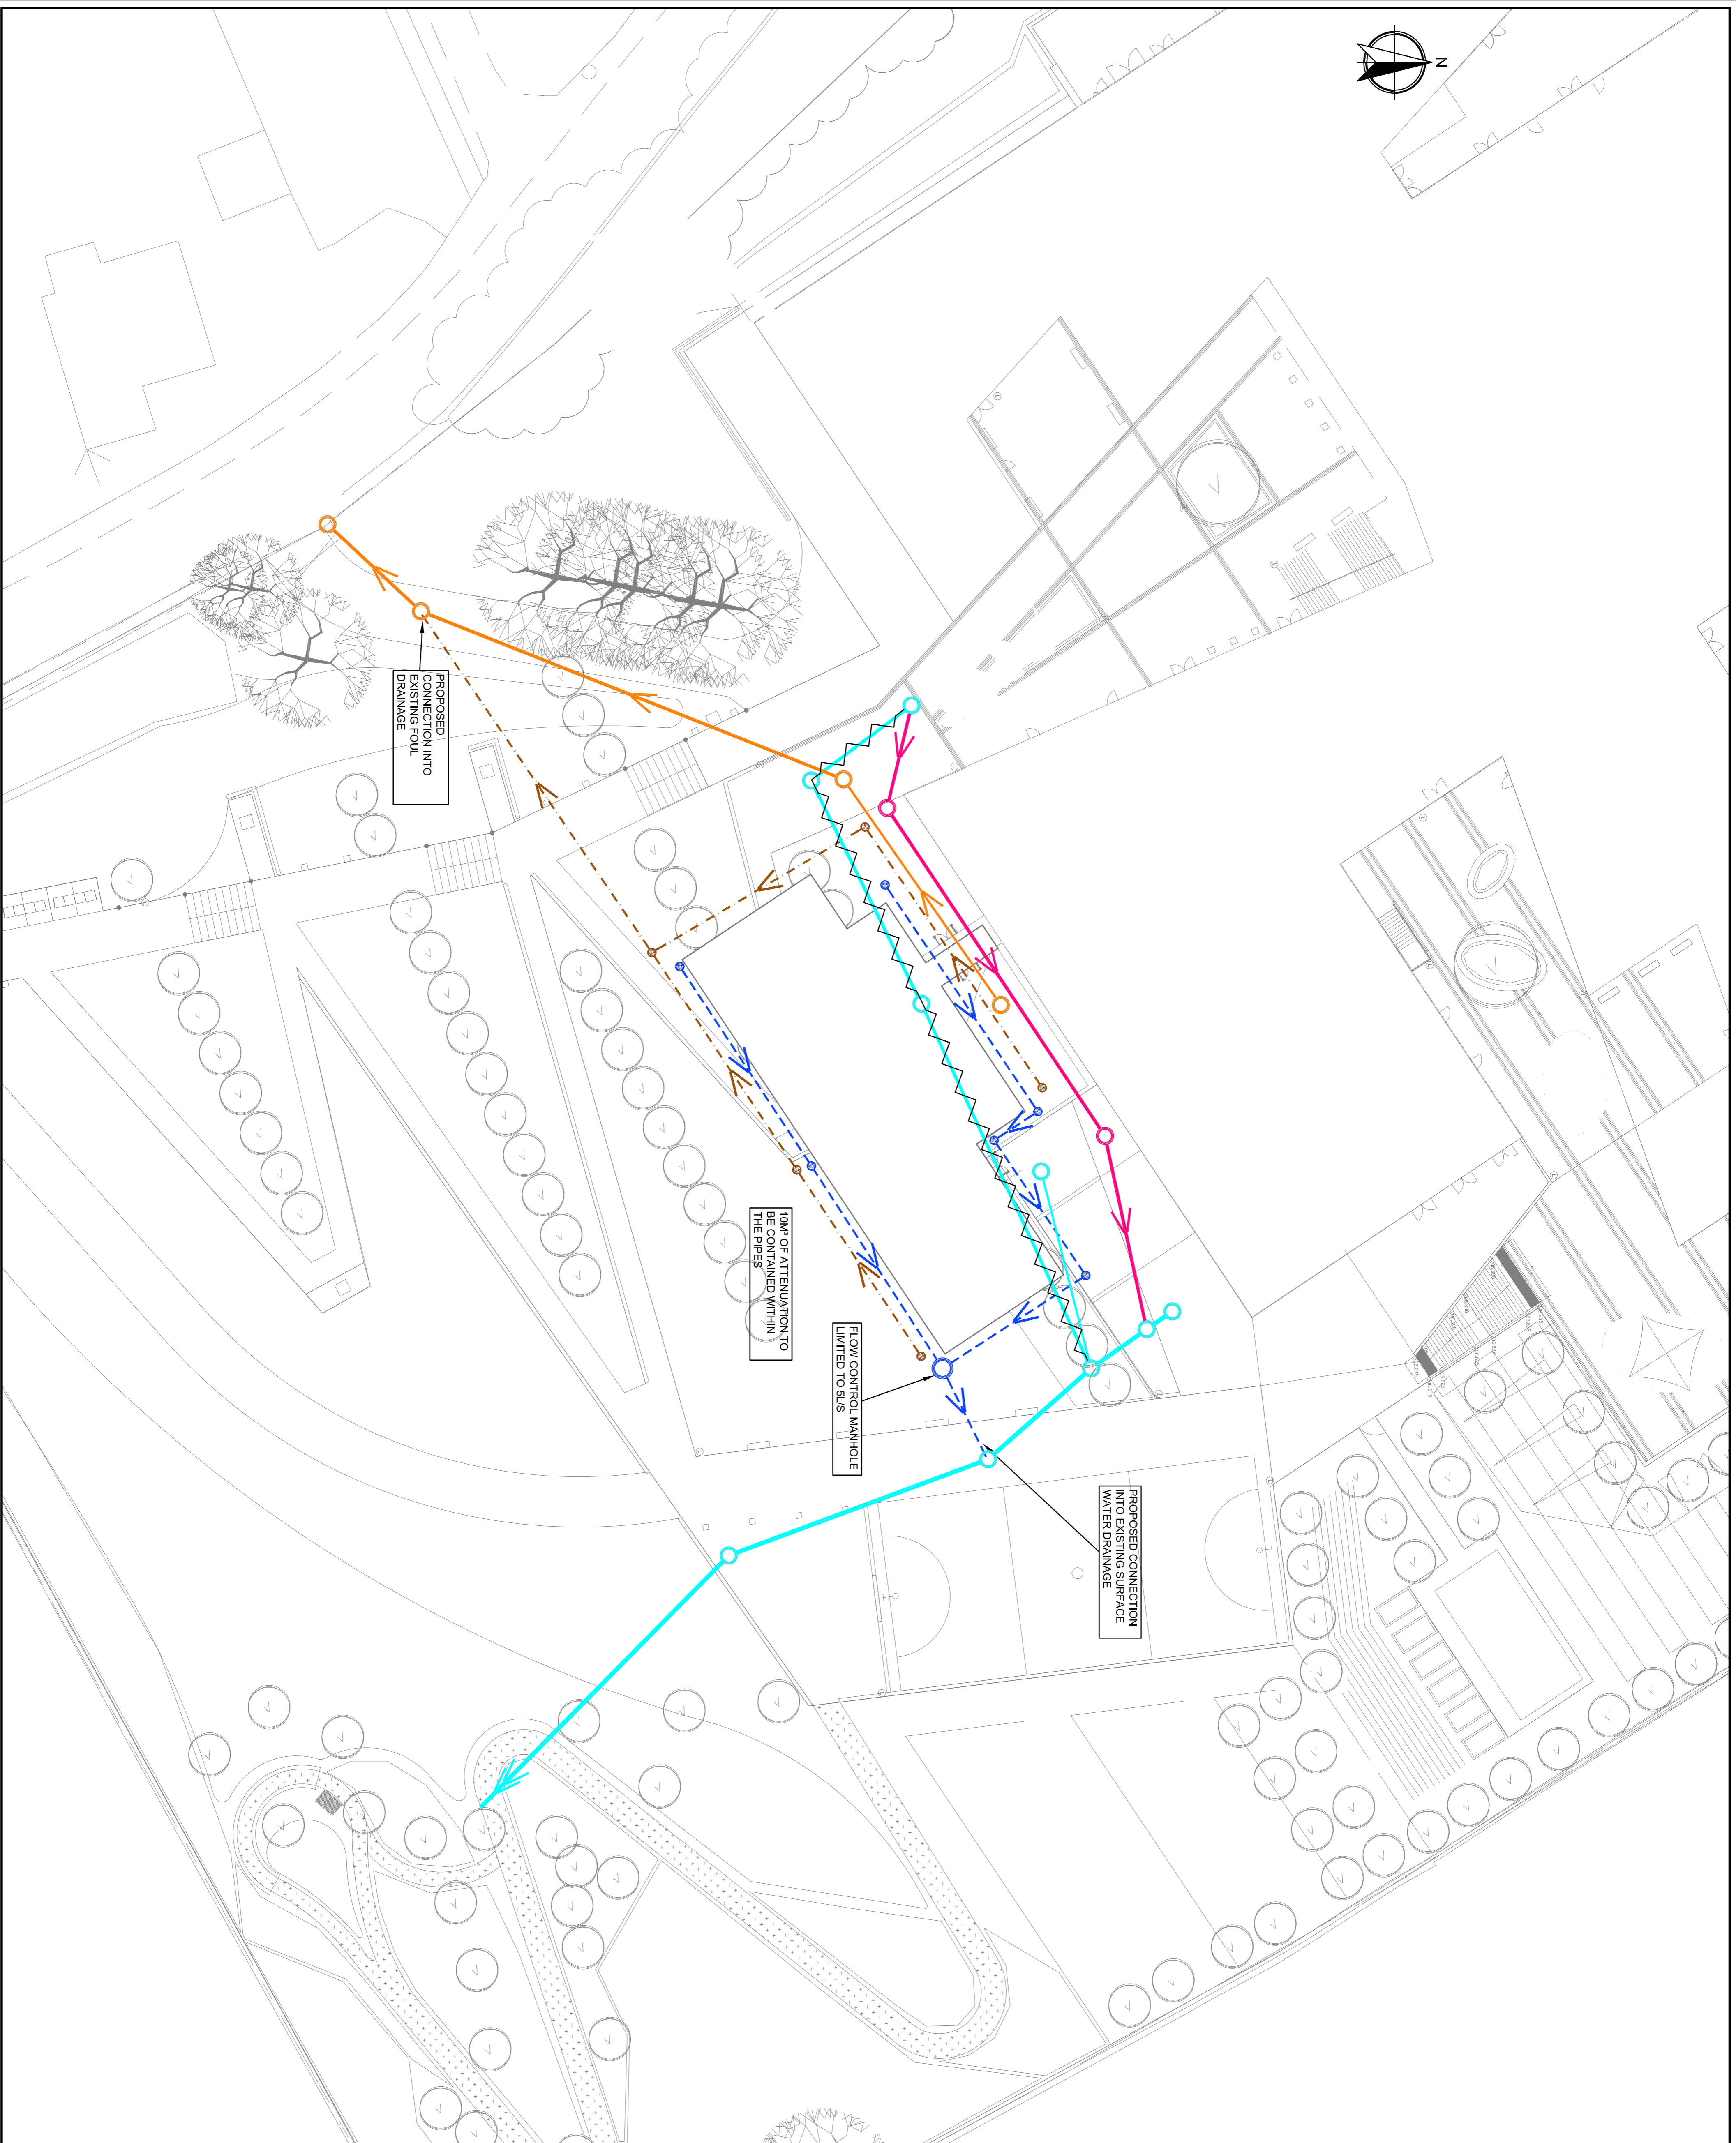 N
PROPOSED
CONNECTION INTO
EXISTING FOUL
DRAINAGE
10M³ OF ATTENUATION TO
BE CONTAINED WITHIN
THE PIPES
FLOW CONTROL MANHOLE
LIMITED TO 5L/S
PROPOSED CONNECTION
INTO EXISTING SURFACE
WATER DRAINAGE